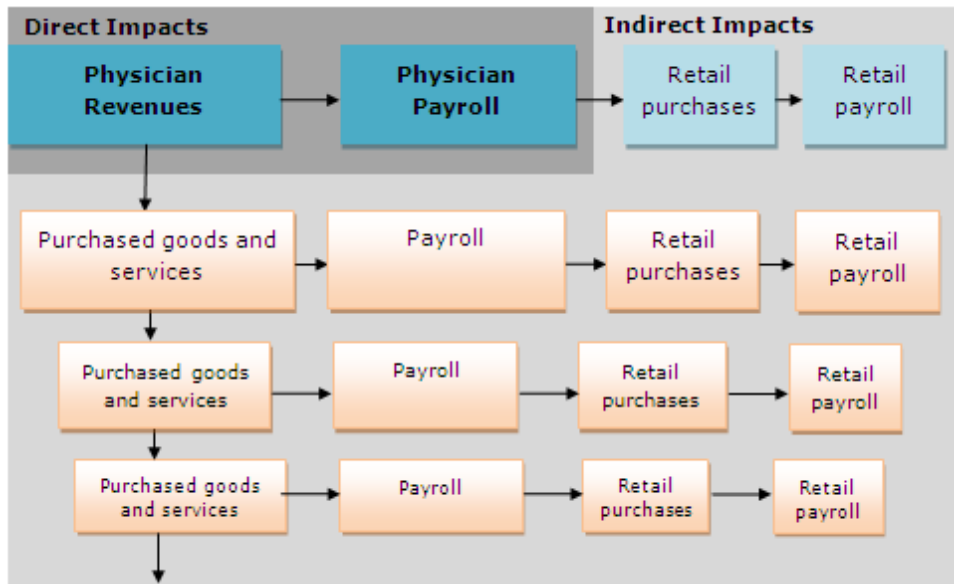 Direct Impacts
Indirect Impacts
Physician
Revenues
Physician
Payroll
Retail
purchases
Retail
payroll
Purchased goods and
services
Payroll
Retail
purchases
Retail
payroll
Purchased goods
and services
Payroll
Retail
purchases
Retail
payroll
Purchased goods
and services
Payroll
Retail
purchases
Retail
payroll